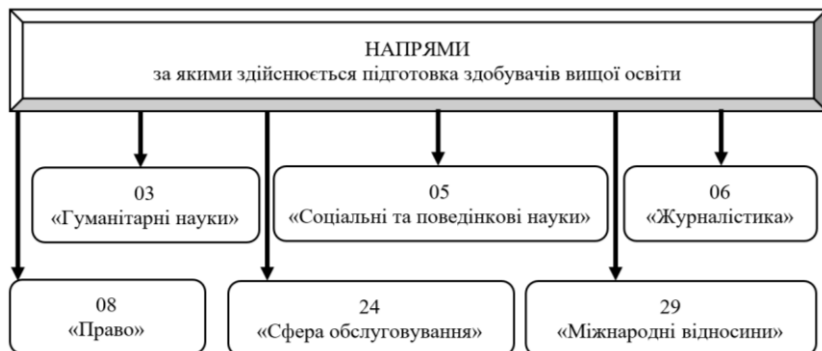 НАПРЯМИ
за якими здійснюється підготовка здобувачів вищої освіти
03
«Гуманітарні науки»
05
«Соціальні та поведінкові науки»
06
«Журналістика»
08
«Право»
24
«Сфера обслуговування»
29
«Міжнародні відносини»